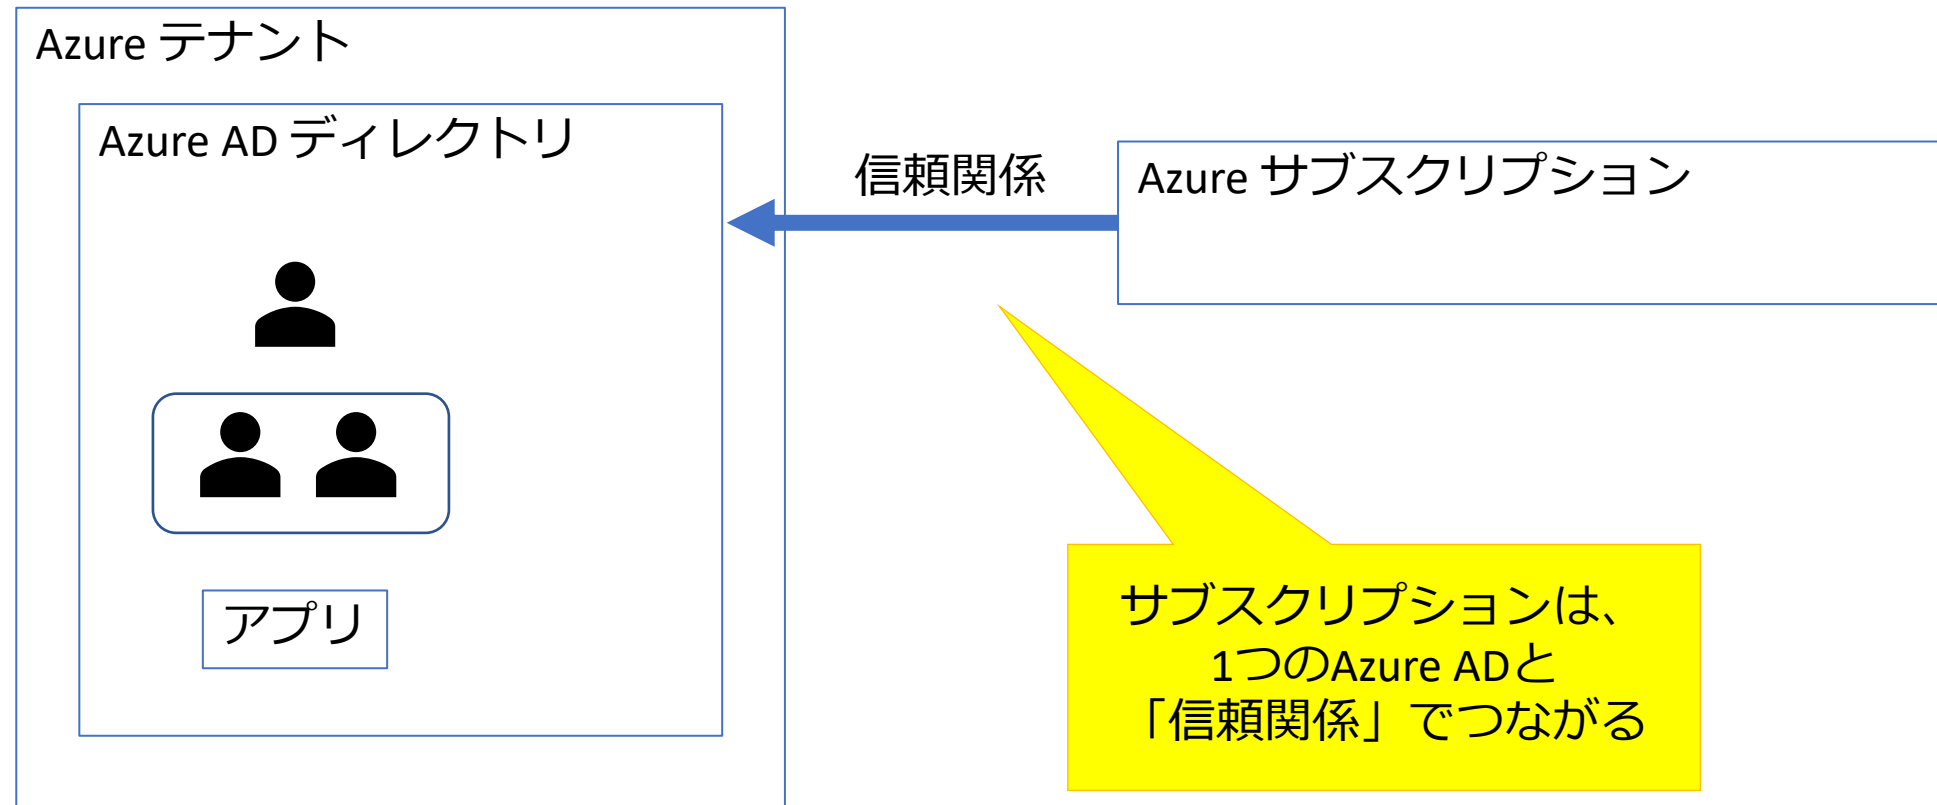 Azure テナント
Azure AD ディレクトリ
信頼関係
Azure サブスクリプション
アプリ
サブスクリプションは、
1つのAzure ADと
「信頼関係」でつながる